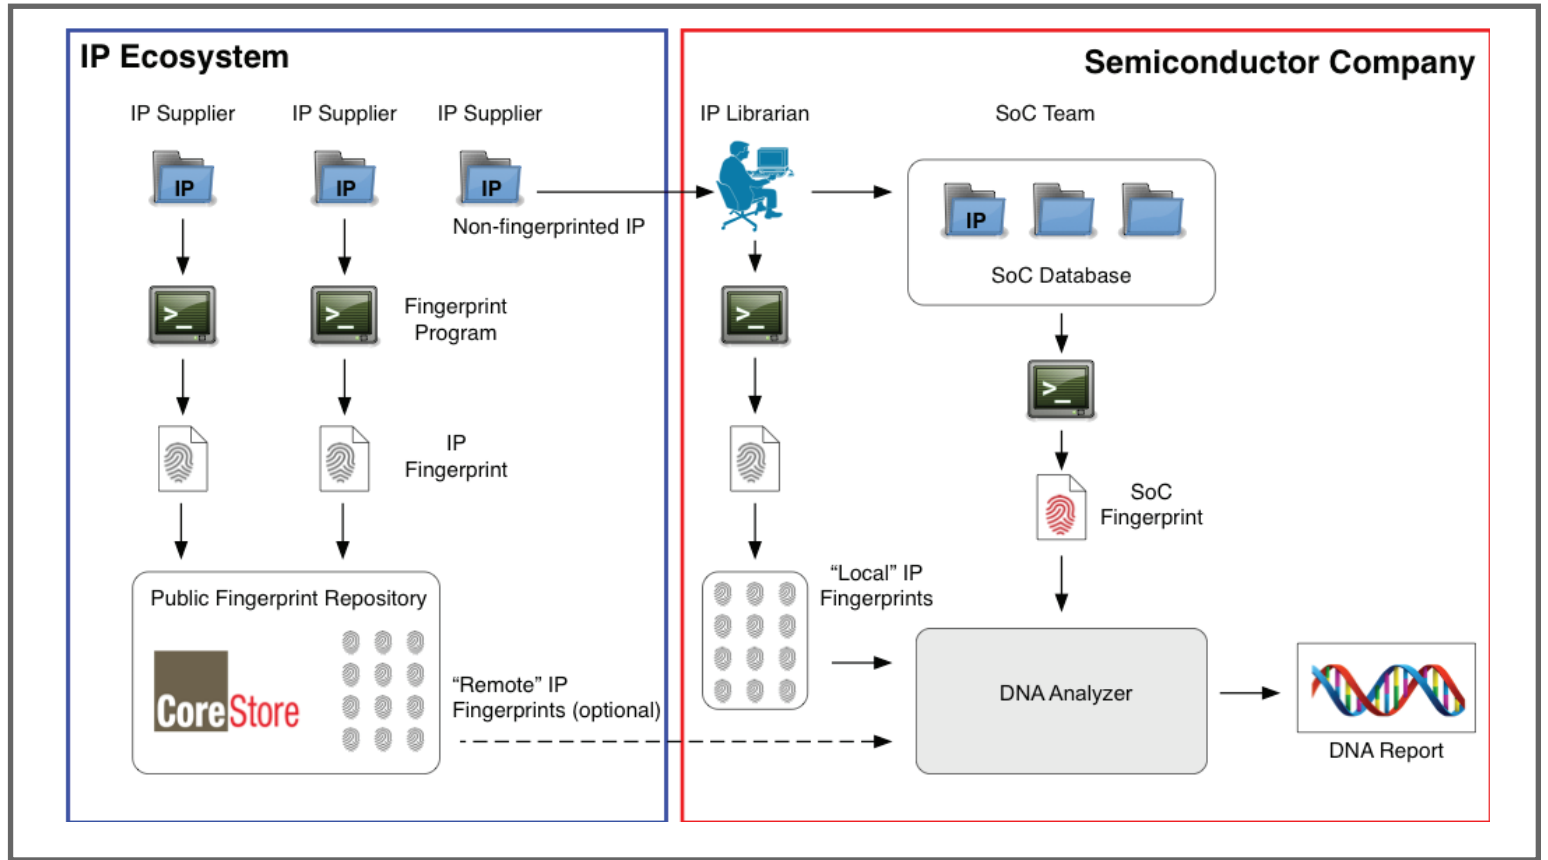 IP Ecosystem
Semiconductor Company
IP Supplier
IP Supplier
IP Supplier
IP Librarian
SoC Team
IP
IP
IP
IP
Non-fingerprinted IP
SoC Database
Fingerprint
Program
>_
>_
>_
>_
IP
Fingerprint
SoC
Fingerprint
Public Fingerprint Repository
"Local" IP
Fingerprints
CoreStore
"Remote" IP
Fingerprints (optional)
DNA Analyzer
DNA Report